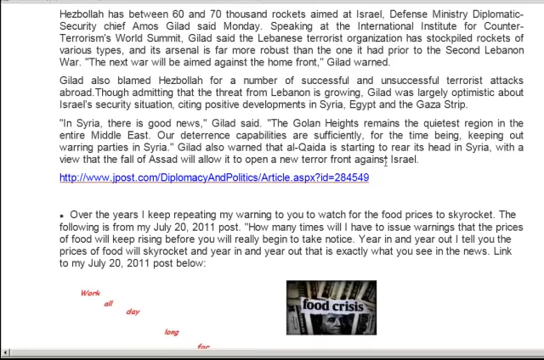 Hezbollah has between 60 and 70 thousand rockets aimed at Israel, Defense Ministry Diplomatic-
Security chief Amos Gilad said Monday. Speaking at the International Institute for Counter-
Terrorism's World Summit, Gilad said the Lebanese terrorist organization has stockpiled rockets of
various types, and its arsenal is far more robust than the one it had prior to the Second Lebanon
War. "The next war will be aimed against the home front," Gilad warned.
Gilad also blamed Hezbollah for a number of successful and unsuccessful terrorist attacks
abroad.Though admitting that the threat from Lebanon is growing, Gilad was largely optimistic about
Israel's security situation, citing positive developments in Syria, Egypt and the Gaza Strip.
"In Syria, there is good news," Gilad said. "The Golan Heights remains the quietest region in the
entire Middle East. Our deterrence capabilities are sufficiently, for the time being, keeping out
warring parties in Syria." Gilad also warned that al-Qaida is starting to rear its head in Syria, with a
view that the fall of Assad will allow it to open a new terror front against Israel.
http://www.jpost.com/DiplomacyAndPolitics/Article.aspx?id=284549
• Over the years I keep repeating my warning to you to watch for the food prices to skyrocket. The
following is from my July 20, 2011 post. "How many times will I have to issue warnings that the prices
of food will keep rising before you will really begin to take notice. Year in and year out I tell you the
prices of food will skyrocket and year in and year out that is exactly what you see in the news. Link
to my July 20, 2011 post below:
Work
all
day
long
for
food crisis